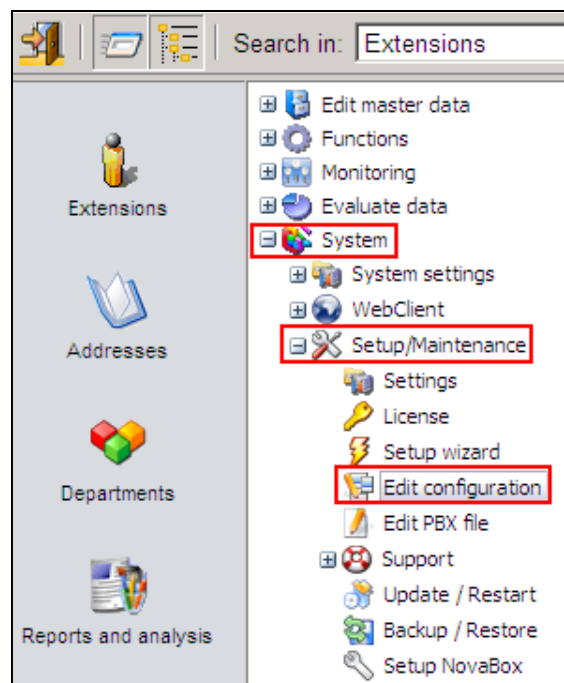 Search in: Extensions
Extensions
Addresses
Departments
Reports and analysis
Edit master data
Functions
Monitoring
Evaluate data
System
System settings
WebClient
Setup/Maintenance
Settings
License
Setup wizard
Edit configuration
Edit PBX file
Support
Update / Restart
Backup / Restore
Setup NovaBox